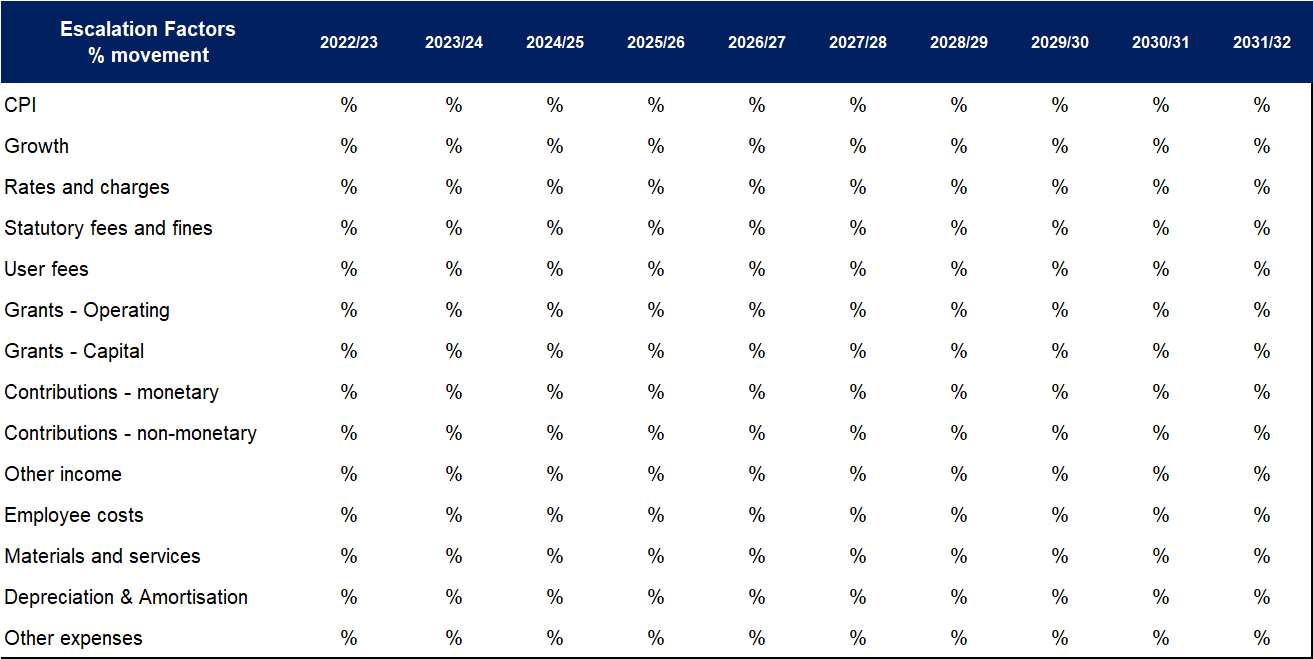 Escalation Factors
% movement
2022/23 2023/24 2024/25 2025/26 2026/27 2027/28 2028/29 2029/30 2030/31 2031/32
CPI % % % % % % % % % %
Growth % % % % % % % % % %
Rates and charges % % % % % % % % % %
Statutory fees and fines % % % % % % % % % %
User fees % % % % % % % % % %
Grants - Operating % % % % % % % % % %
Grants - Capital % % % % % % % % % %
Contributions - monetary % % % % % % % % % %
Contributions - non-monetary % % % % % % % % % %
Other income % % % % % % % % % %
Employee costs % % % % % % % % % %
Materials and services % % % % % % % % % %
Depreciation & Amortisation % % % % % % % % % %
Other expenses % % % % % % % % % %